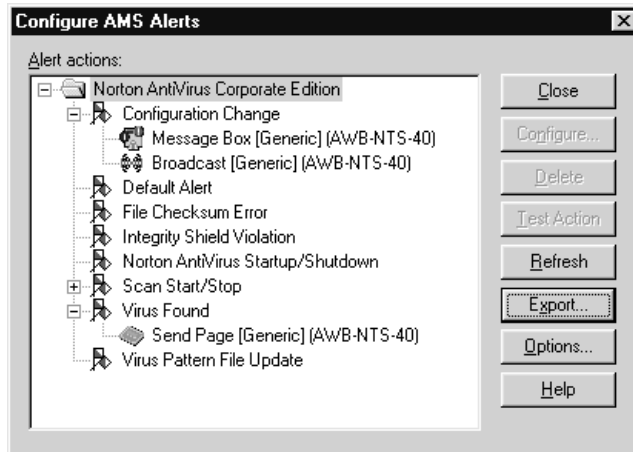 Configure AMS Alerts
Alert actions:
Norton AntiVirus Corporate Edition
Configuration Change
Message Box [Generic] (AWB-NTS-40)
Broadcast [Generic] (AWB-NTS-40)
Default Alert
File Checksum Error
Integrity Shield Violation
Norton AntiVirus Startup/Shutdown
Scan Start/Stop
Virus Found
Send Page [Generic] (AWB-NTS-40)
Virus Pattern File Update
Close
Configure...
Delete
Test Action
Refresh
Export...
Options...
Help